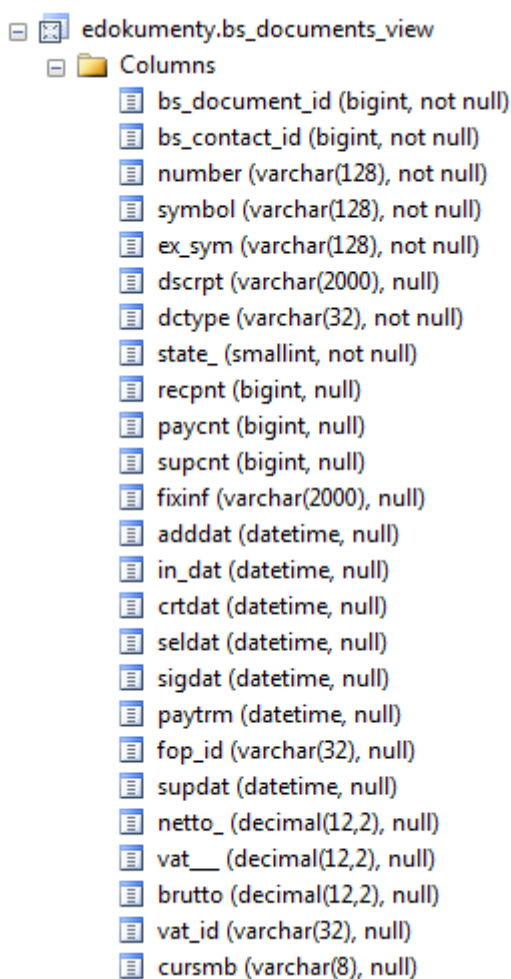 edokumenty.bs_documents_view
Columns
bs_document_id (bigint, not null)
bs_contact_id (bigint, not null)
number (varchar(128), not null)
symbol (varchar(128), not null)
ex_sym (varchar(128), not null)
dscrpt (varchar(2000), null)
dctype (varchar(32), not null)
state_ (smallint, not null)
recpnt (bigint, null)
paycnt (bigint, null)
supcnt (bigint, null)
fixinf (varchar(2000), null)
adddat (datetime, null)
in_dat (datetime, null)
crtdat (datetime, null)
seldat (datetime, null)
sigdat (datetime, null)
paytrm (datetime, null)
fop_id (varchar(32), null)
supdat (datetime, null)
netto_ (decimal(12,2), null)
vat___ (decimal(12,2), null)
brutto (decimal(12,2), null)
vat_id (varchar(32), null)
cursmb (varchar(8), null)